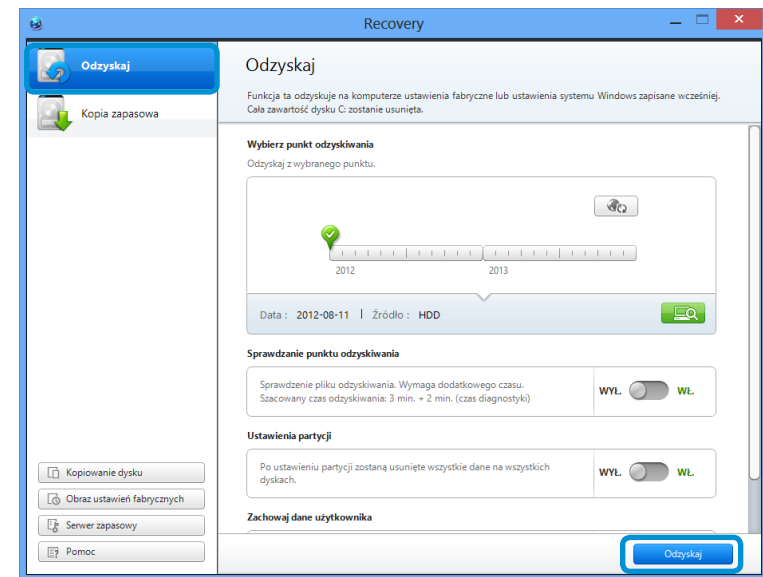 Recovery
Odzyskaj
Kopia zapasowa
Odzyskaj
Funkcja ta odzyskuje na komputerze ustawienia fabryczne lub ustawienia systemu Windows zapisane wcześniej.
Cała zawartość dysku C: zostanie usunięta.
Wybierz punkt odzyskiwania
Odzyskaj z wybranego punktu.
2012 2013
Data : 2012-08-11 | Źródło : HDD
Sprawdzanie punktu odzyskiwania
Sprawdzenie pliku odzyskiwania. Wymaga dodatkowego czasu.
Szacowany czas odzyskiwania: 3 min. + 2 min. (czas diagnostyki)
WYŁ. WŁ.
Ustawienia partycji
Po ustawieniu partycji zostaną usunięte wszystkie dane na wszystkich
dyskach.
WYŁ. WŁ.
Zachowaj dane użytkownika
Kopiowanie dysku
Obraz ustawień fabrycznych
Serwer zapasowy
Pomoc
Odzyskaj